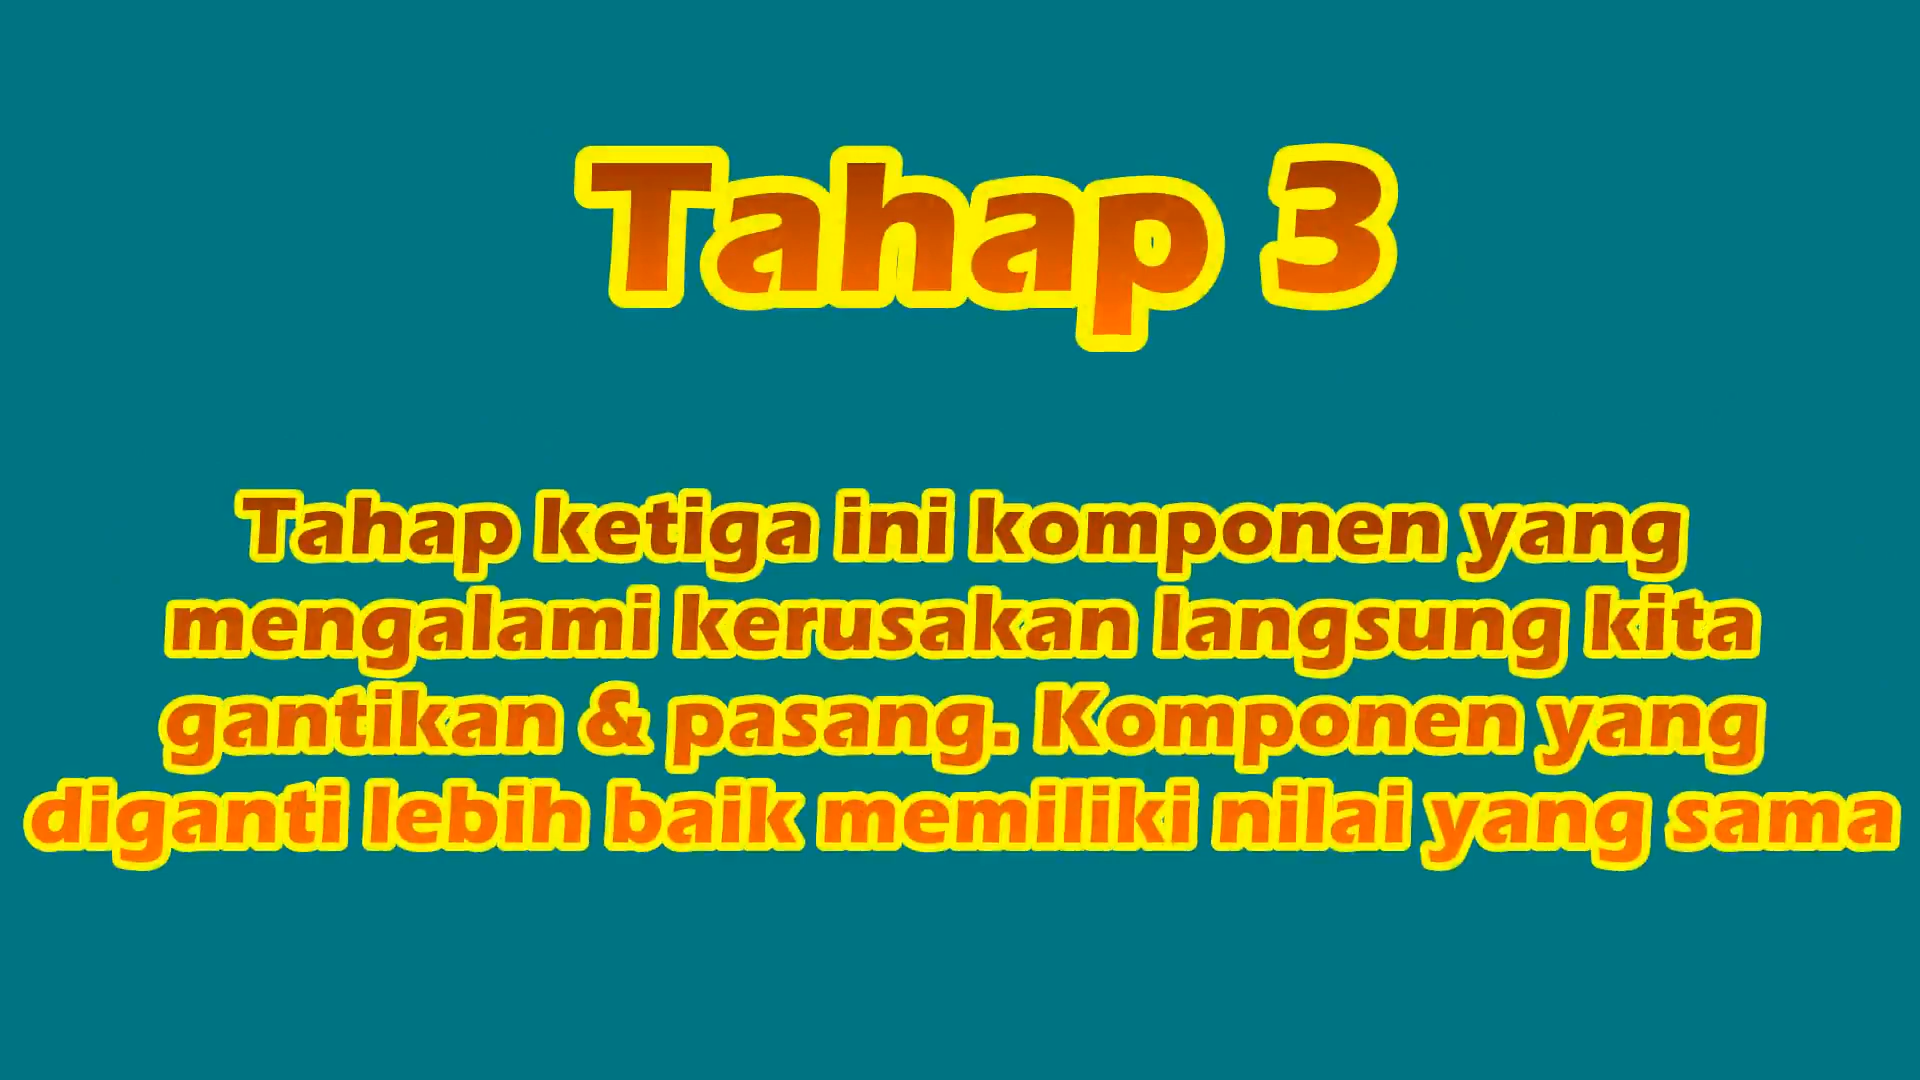 Tahap 3
Tahap ketiga ini komponen yang
mengalami kerusakan langsung kita
gantikan & pasang. Komponen yang
diganti lebih baik memiliki nilai yang sama